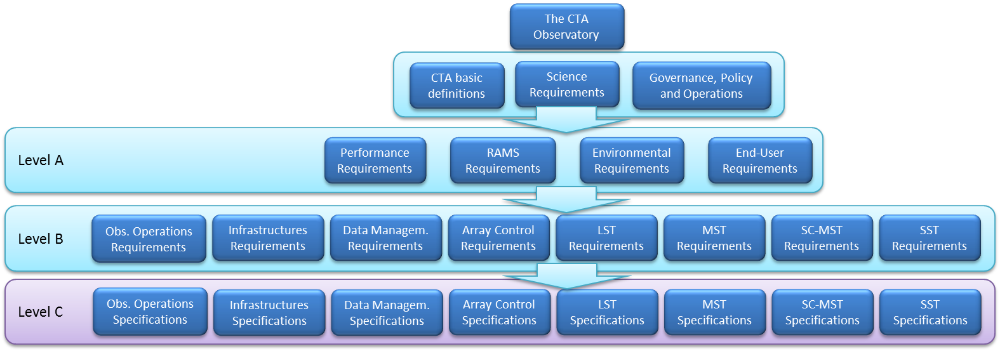 The CTA
Observatory
CTA basic
definitions
Science
Requirements
Governance, Policy
and Operations
Level A
Performance
Requirements
RAMS
Requirements
Environmental
Requirements
End-User
Requirements
Level B
Obs. Operations
Requirements
Infrastructures
Requirements
Data Managem.
Requirements
Array Control
Requirements
LST
Requirements
MST
Requirements
SC-MST
Requirements
SST
Requirements
Level C
Obs. Operations
Specifications
Infrastructures
Specifications
Data Managem.
Specifications
Array Control
Specifications
LST
Specifications
MST
Specifications
SC-MST
Specifications
SST
Specifications